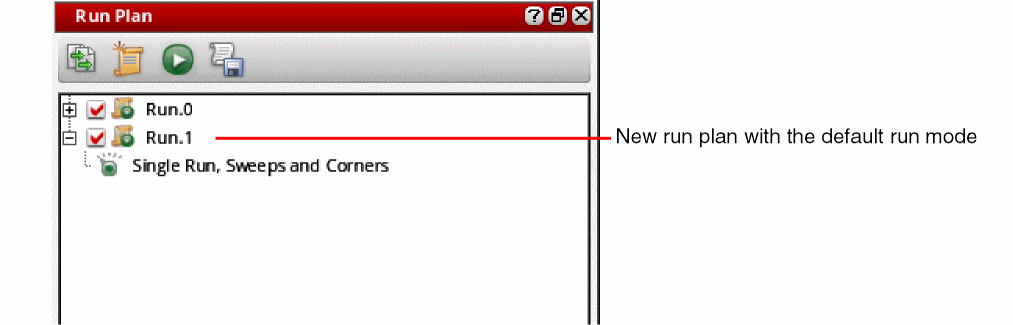 Run Plan
Run.0
Run.1
New run plan with the default run mode
Single Run, Sweeps and Corners